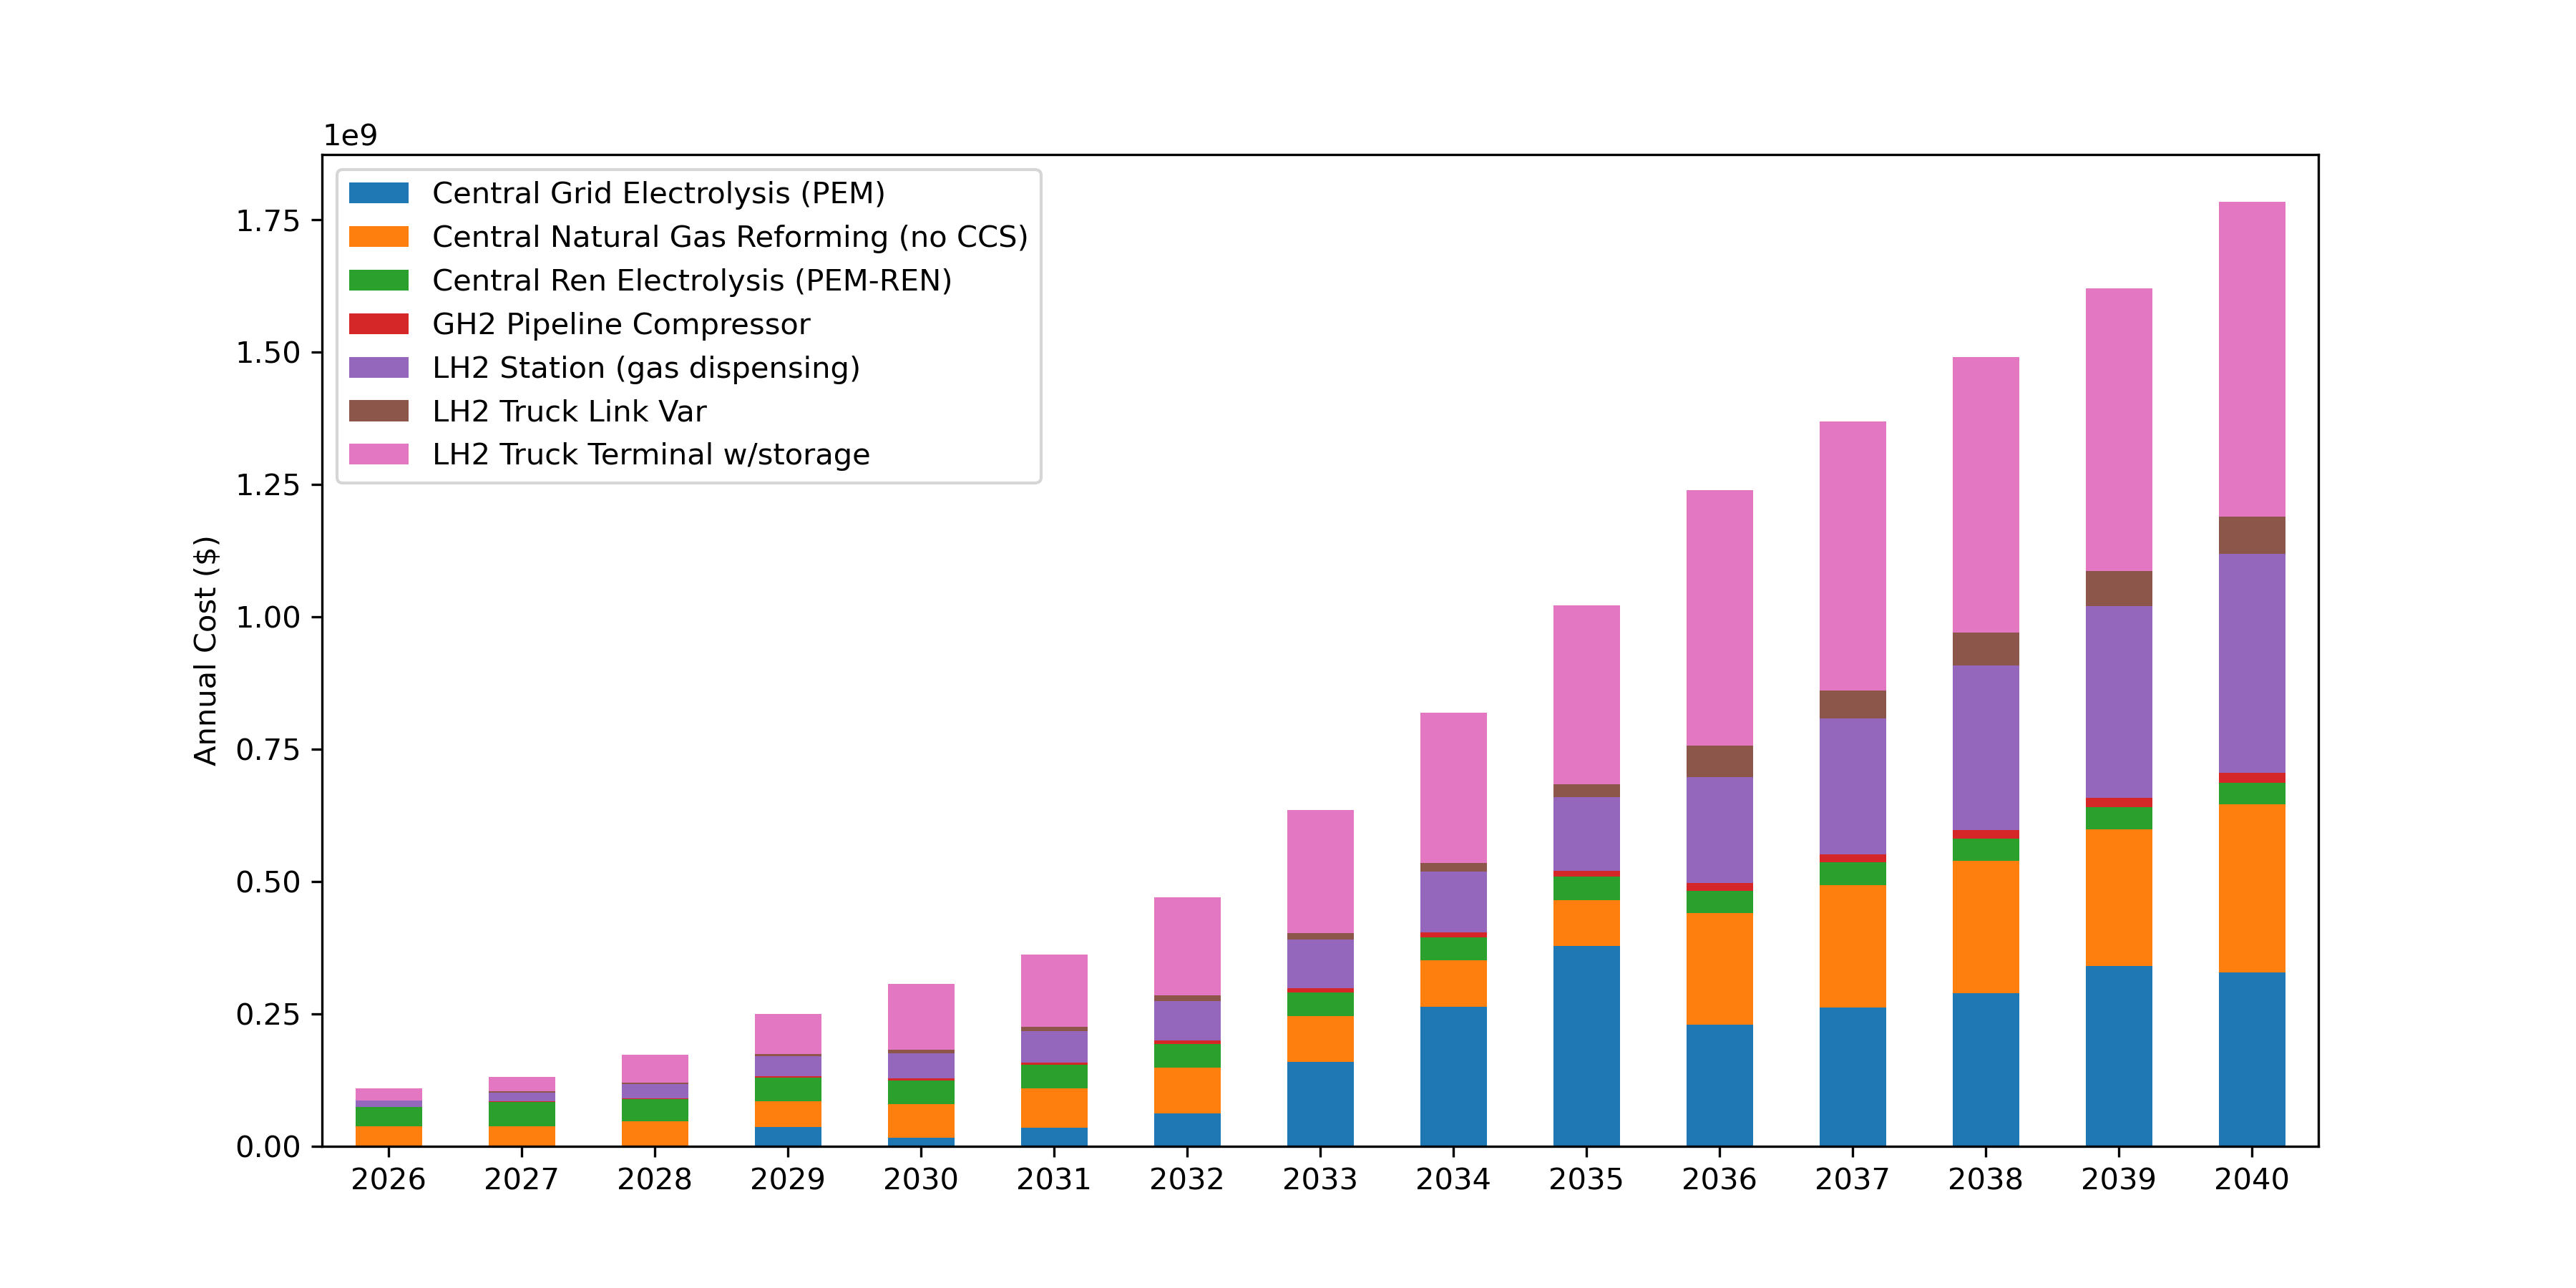 1e9
Central Grid Electrolysis (PEM)
Central Natural Gas Reforming (no CCS)
Central Ren Electrolysis (PEM-REN)
GH2 Pipeline Compressor
LH2 Station (gas dispensing)
LH2 Truck Link Var
LH2 Truck Terminal w/storage
Annual Cost ($)
1.75
1.50
1.25
1.00
0.75
0.50
0.25
0.00
2026 2027 2028 2029 2030 2031 2032 2033 2034 2035 2036 2037 2038 2039 2040